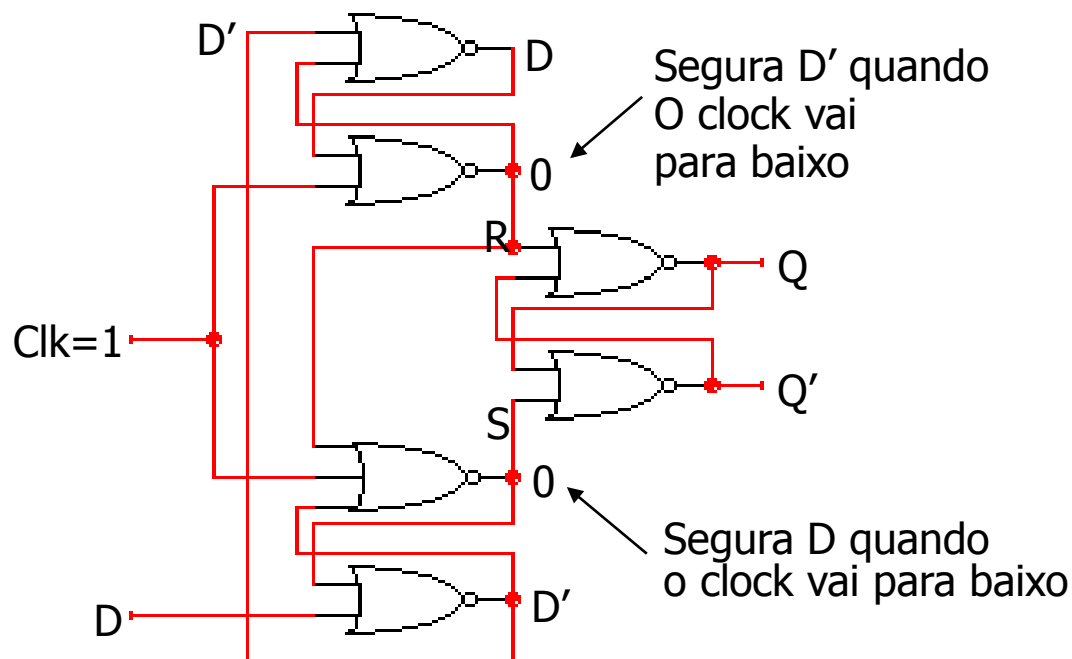 D’
D
Segura D’ quando
O clock vai
para baixo
0
R
Q
Clk=1
Q’
S
0
Segura D quando
o clock vai para baixo
D
D’